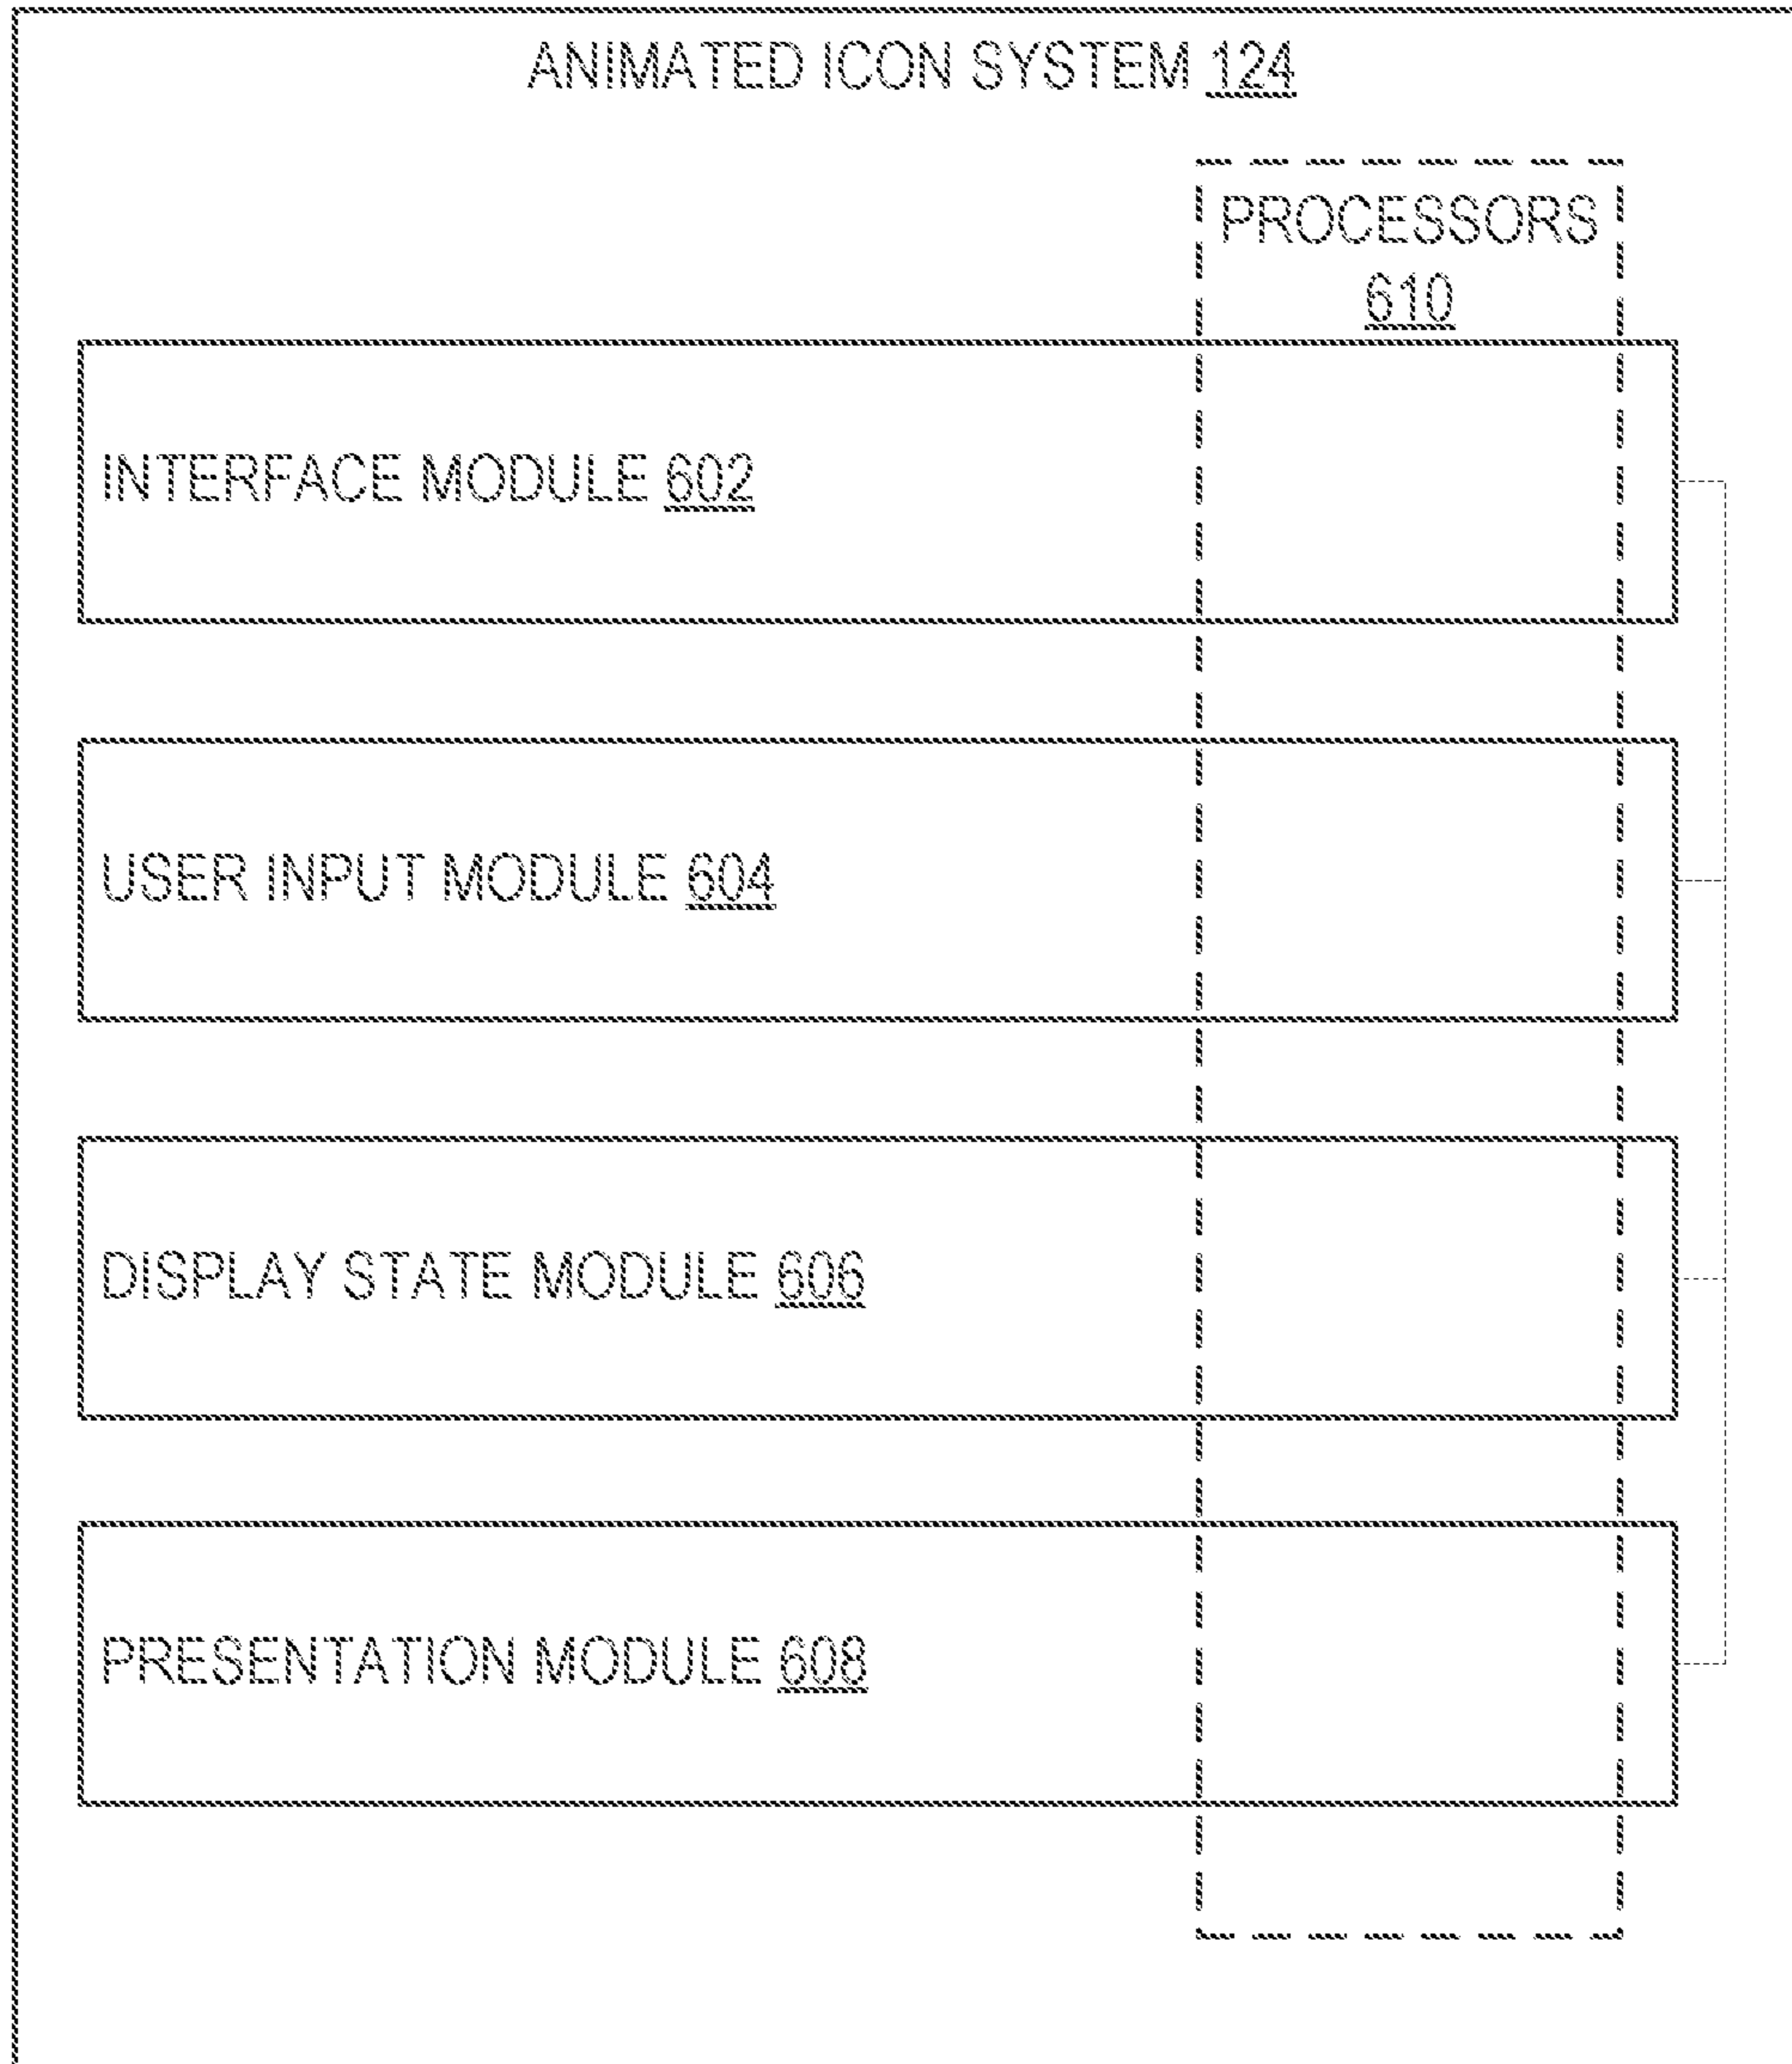 ANIMATED ICON SYSTEM 124
PROCESSORS
610
INTERFACE MODULE 602
USER INPUT MODULE 604
DISPLAY STATE MODULE 606
PRESENTATION MODULE 608